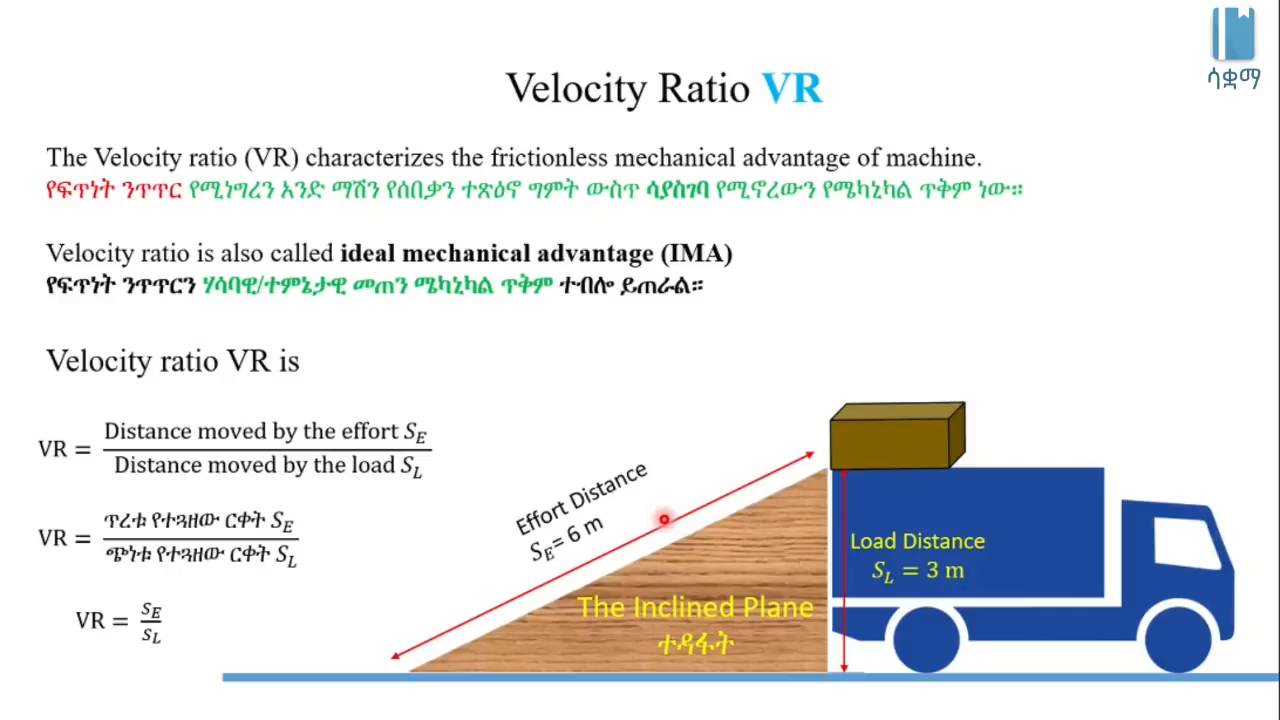 ሳቋማ
Velocity Ratio VR
The Velocity ratio (VR) characterizes the frictionless mechanical advantage of machine.
የፍጥነት ንጥጥር የሚነግረን አንድ ማሽን የሰበቃን ተጽዕኖ ግምት ውስጥ ሳያስገባ የሚኖረውን የሜካኒካል ጥቅም ነው።
Velocity ratio is also called ideal mechanical advantage (IMA)
የፍጥነት ንጥጥርን ሃሳባዊ/ተምኔታዊ መጠን ሜካኒካል ጥቅም ተብሎ ይጠራል።
Velocity ratio VR is
VR = Distance moved by the effort S_E / Distance moved by the load S_L
VR = ጥረቱ የተጓዘው ርቀት S_E / ጭነቱ የተጓዘው ርቀት S_L
VR = S_E / S_L
Effort Distance
S_E= 6 m
Load Distance
S_L = 3 m
The Inclined Plane
ተዳፋት